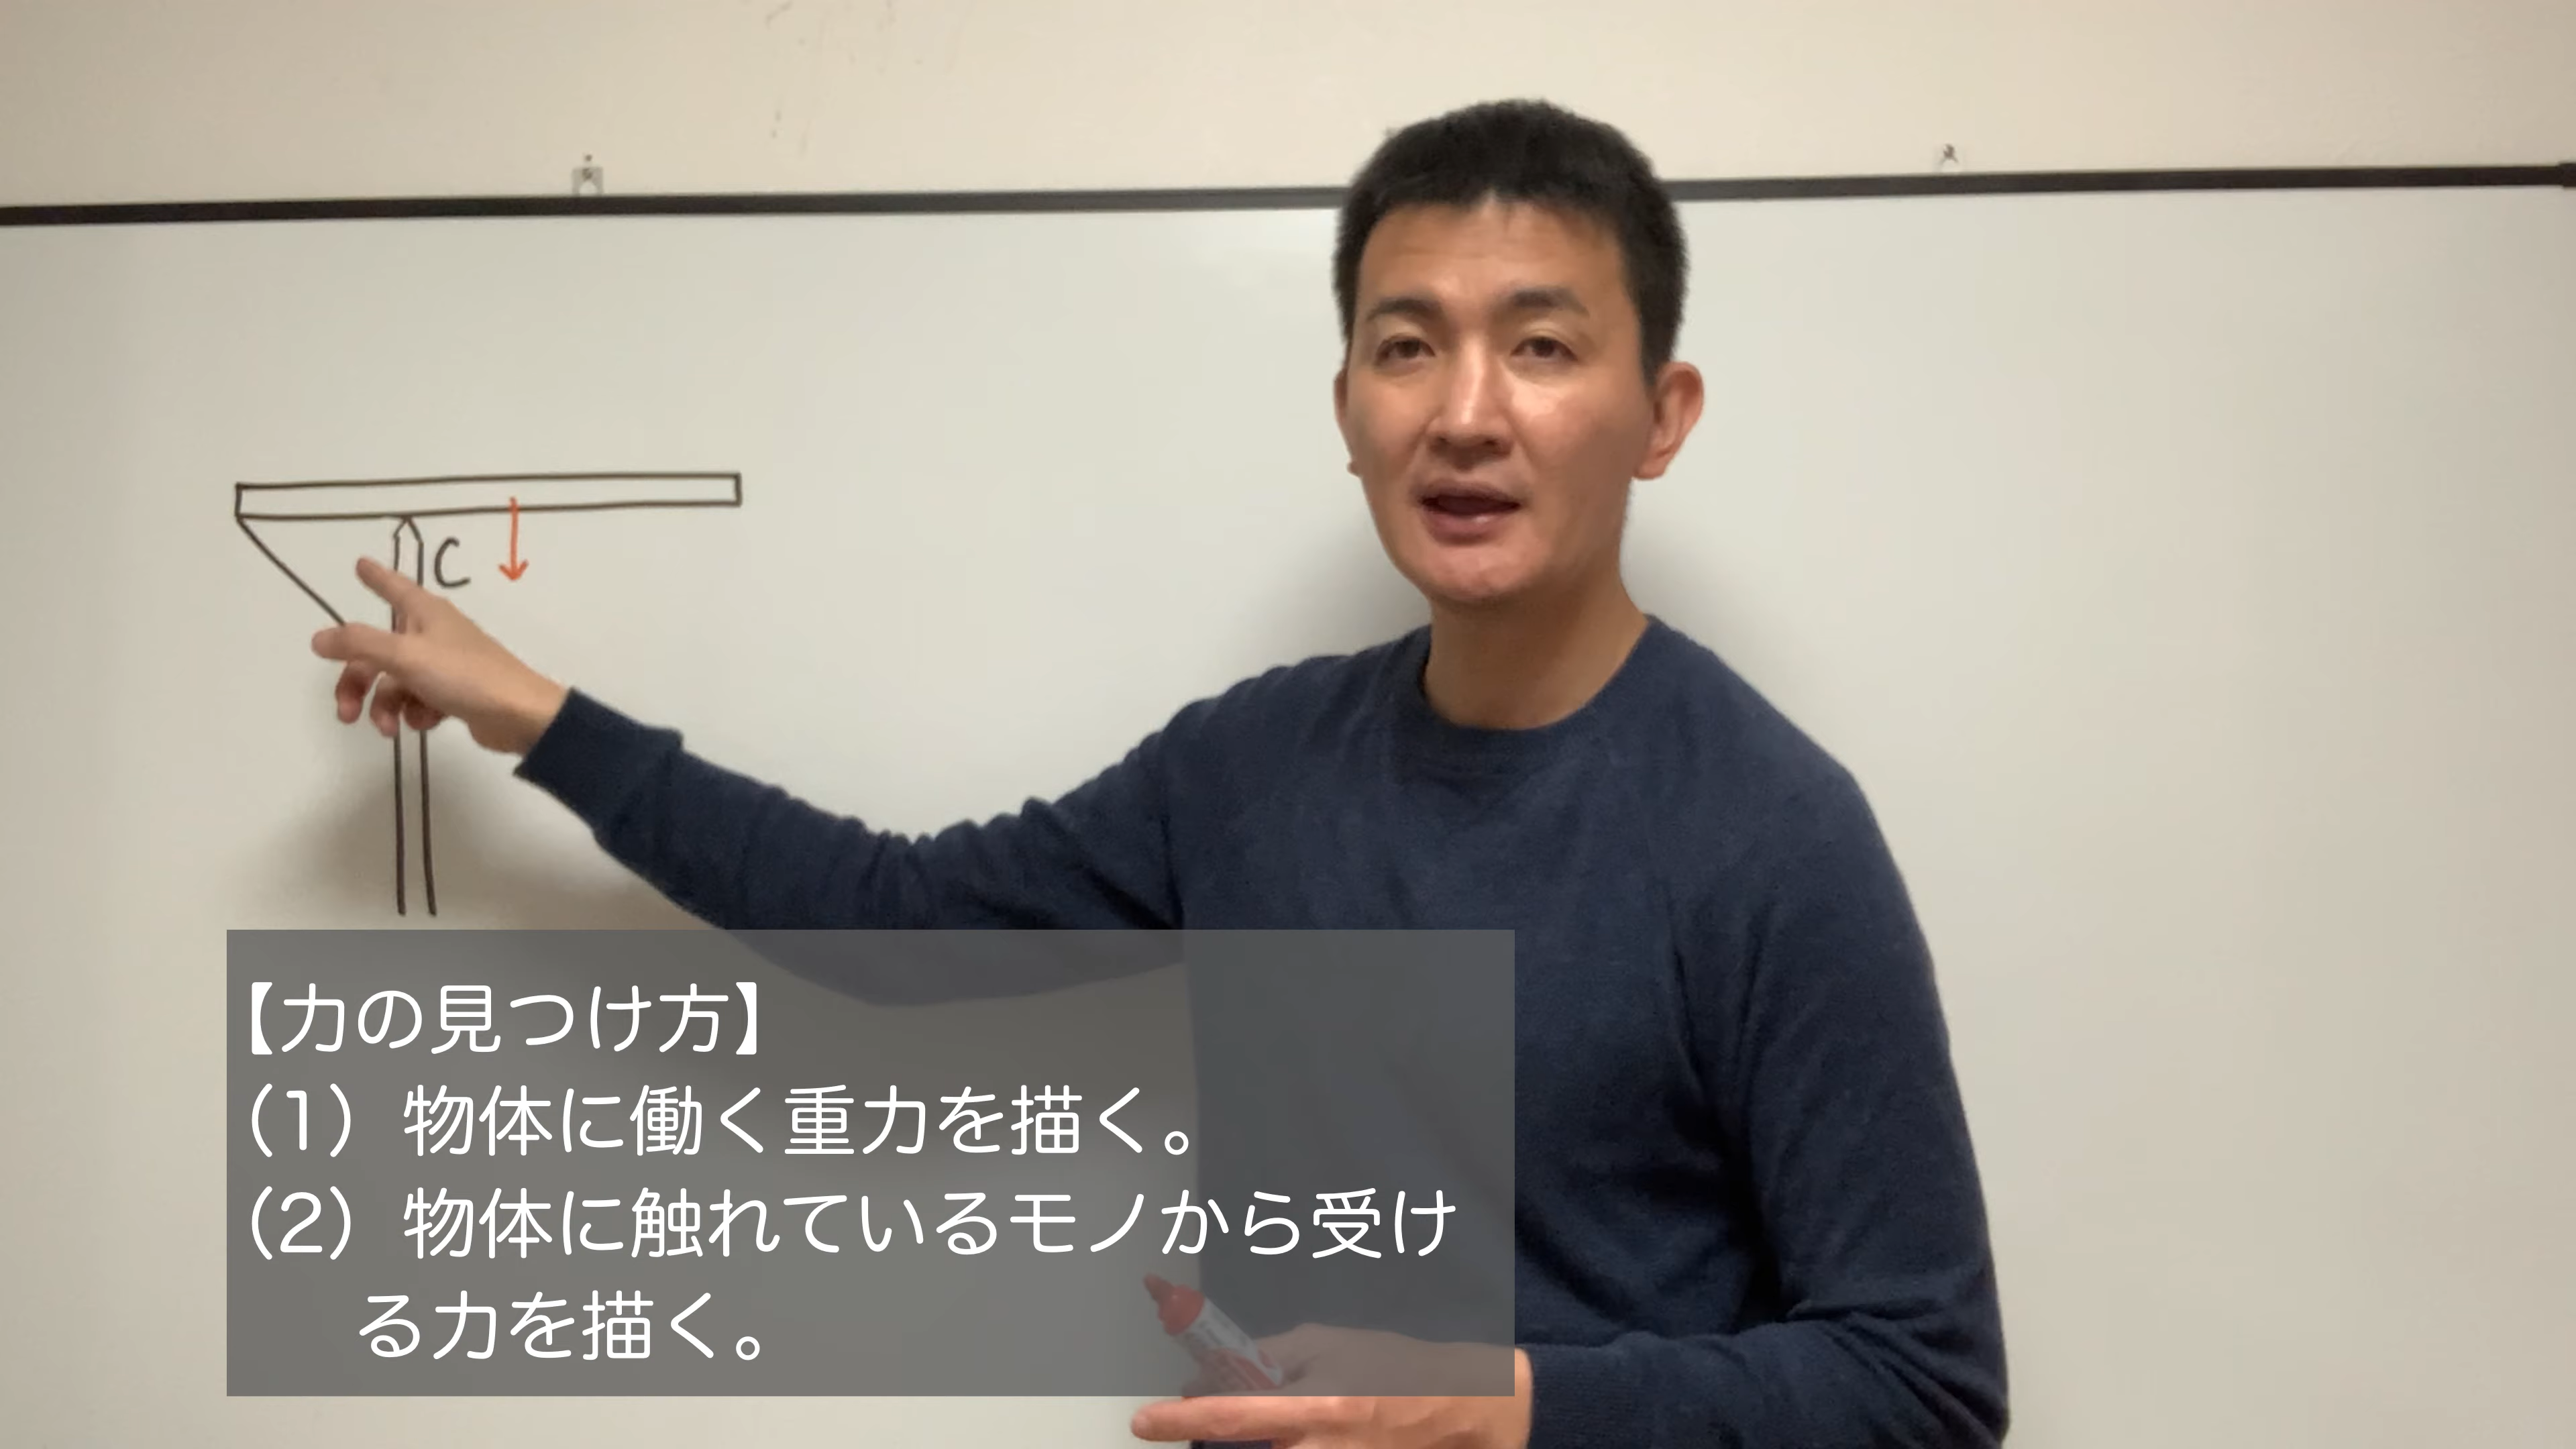 C
【力の見つけ方】
（1）物体に働く重力を描く。
（2）物体に触れているモノから受け
る力を描く。